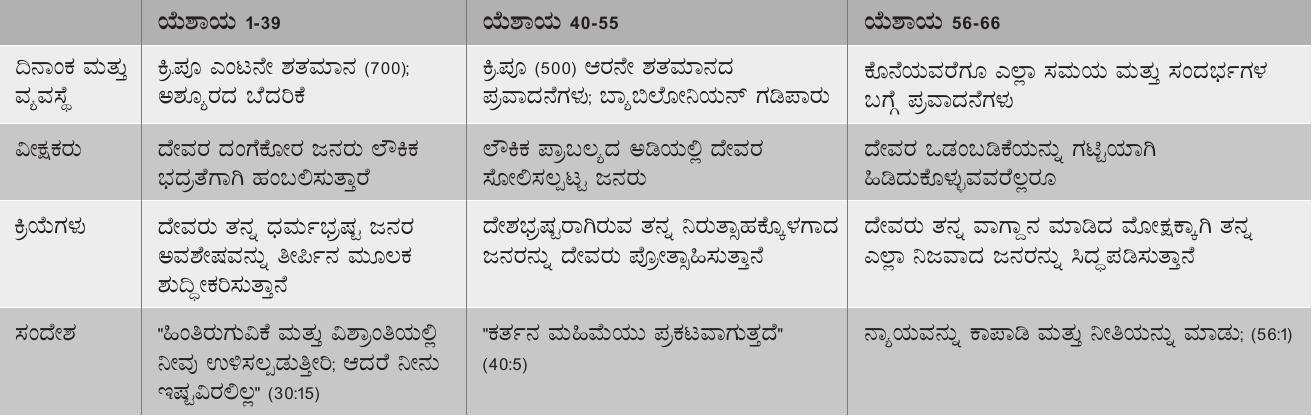 ಯೆಶಾಯ 1-39
ಯೆಶಾಯ 40-55
ಯೆಶಾಯ 56-66
ದಿನಾಂಕ ಮತ್ತು
ವ್ಯವಸ್ಥೆ
ಕ್ರಿ.ಪೂ ಎಂಟನೇ ಶತಮಾನ (700);
ಅಶ್ಯೂರದ ಬೆದರಿಕೆ
ಕ್ರಿ.ಪೂ (500) ಆರನೇ ಶತಮಾನದ
ಪ್ರವಾದನೆಗಳು; ಬ್ಯಾಬಿಲೋನಿಯನ್ ಗಡಿಪಾರು
ಕೊನೆಯವರೆಗೂ ಎಲ್ಲಾ ಸಮಯ ಮತ್ತು ಸಂದರ್ಭಗಳ
ಬಗ್ಗೆ ಪ್ರವಾದನೆಗಳು
ವೀಕ್ಷಕರು
ದೇವರ ದಂಗೆಕೋರ ಜನರು ಲೌಕಿಕ
ಭದ್ರತೆಗಾಗಿ ಹಂಬಲಿಸುತ್ತಾರೆ
ಲೌಕಿಕ ಪ್ರಾಬಲ್ಯದ ಅಡಿಯಲ್ಲಿ ದೇವರ
ಸೋಲಿಸಲ್ಪಟ್ಟ ಜನರು
ದೇವರ ಒಡಂಬಡಿಕೆಯನ್ನು ಗಟ್ಟಿಯಾಗಿ
ಹಿಡಿದುಕೊಳ್ಳುವವರೆಲ್ಲರೂ
ಕ್ರಿಯೆಗಳು
ದೇವರು ತನ್ನ ಧರ್ಮಭ್ರಷ್ಟ ಜನರ
ಅವಶೇಷವನ್ನು ತೀರ್ಪಿನ ಮೂಲಕ
ಶುದ್ಧೀಕರಿಸುತ್ತಾನೆ
ದೇಶಭ್ರಷ್ಟರಾಗಿರುವ ತನ್ನ ನಿರುತ್ಸಾಹಕ್ಕೊಳಗಾದ
ಜನರನ್ನು ದೇವರು ಪ್ರೋತ್ಸಾಹಿಸುತ್ತಾನೆ
ದೇವರು ತನ್ನ ವಾಗ್ದಾನ ಮಾಡಿದ ಮೋಕ್ಷಕ್ಕಾಗಿ ತನ್ನ
ಎಲ್ಲಾ ನಿಜವಾದ ಜನರನ್ನು ಸಿದ್ಧಪಡಿಸುತ್ತಾನೆ
ಸಂದೇಶ
"ಹಿಂತಿರುಗುವಿಕೆ ಮತ್ತು ವಿಶ್ರಾಂತಿಯಲ್ಲಿ
ನೀವು ಉಳಿಸಲ್ಪಡುತ್ತೀರಿ; ಆದರೆ ನೀನು
ಇಷ್ಟವಿರಲಿಲ್ಲ" (30:15)
"ಕರ್ತನ ಮಹಿಮೆಯು ಪ್ರಕಟವಾಗುತ್ತದೆ"
(40:5)
ನ್ಯಾಯವನ್ನು ಕಾಪಾಡಿ ಮತ್ತು ನೀತಿಯನ್ನು ಮಾಡು; (56:1)